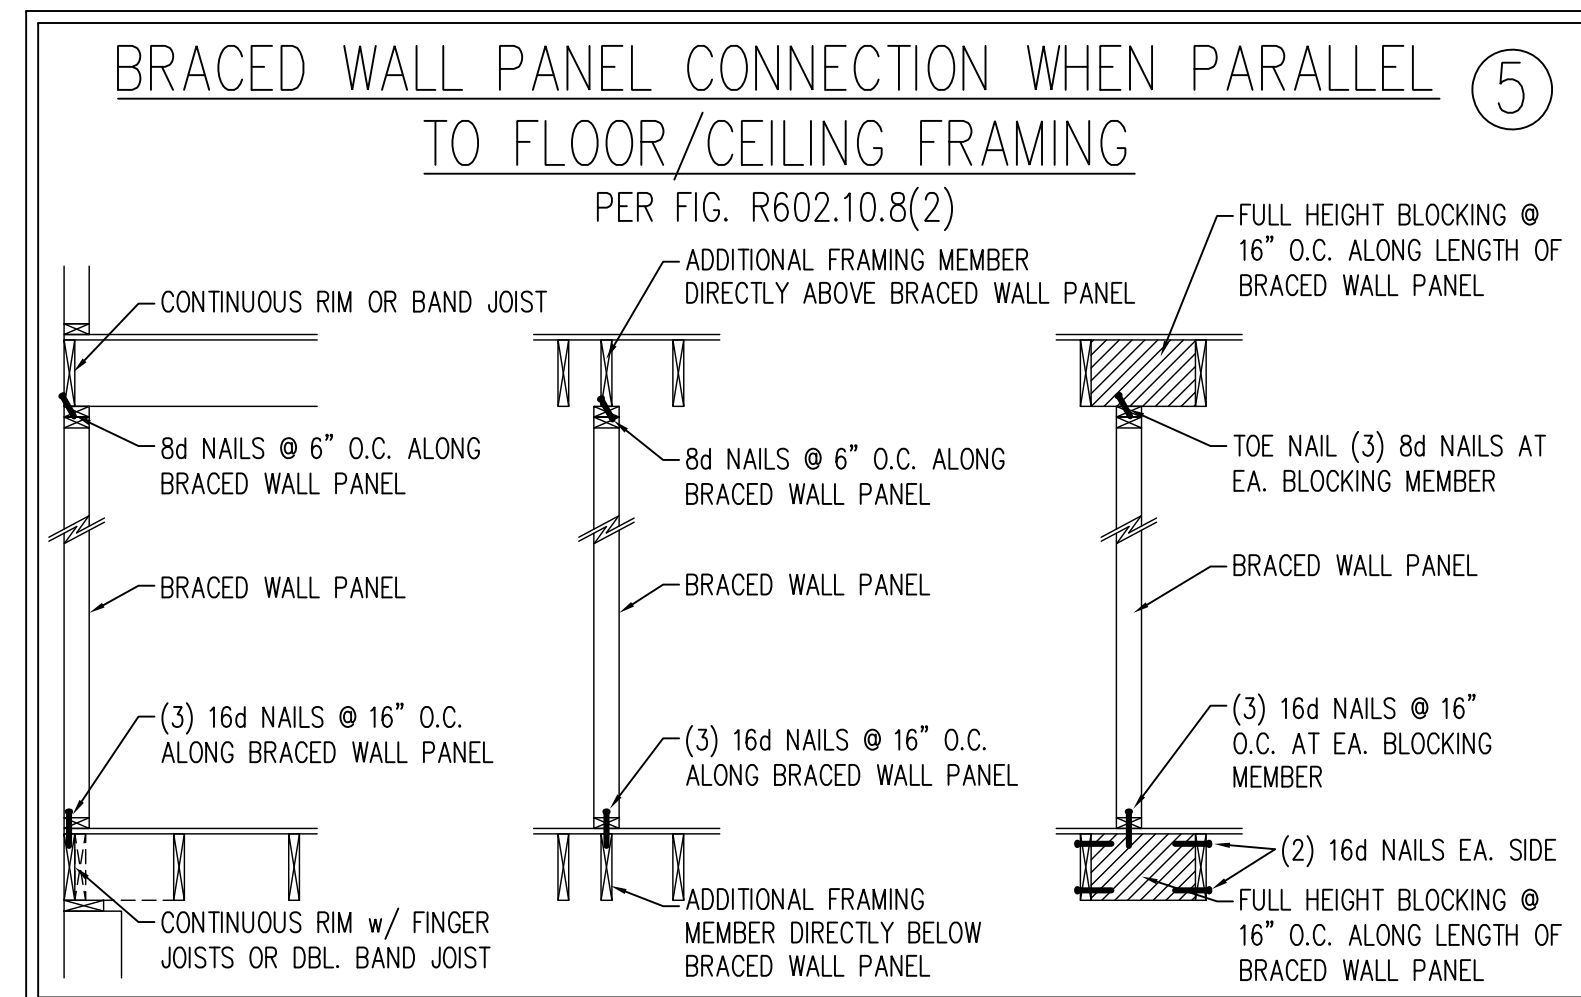 BRACED WALL PANEL CONNECTION WHEN PARALLEL
TO FLOOR/CEILING FRAMING
5
PER FIG. R602.10.8(2)
CONTINUOUS RIM OR BAND JOIST
8d NAILS @ 6" O.C. ALONG
BRACED WALL PANEL
BRACED WALL PANEL
(3) 16d NAILS @ 16" O.C.
ALONG BRACED WALL PANEL
CONTINUOUS RIM w/ FINGER
JOISTS OR DBL. BAND JOIST
ADDITIONAL FRAMING MEMBER
DIRECTLY ABOVE BRACED WALL PANEL
8d NAILS @ 6" O.C. ALONG
BRACED WALL PANEL
BRACED WALL PANEL
(3) 16d NAILS @ 16" O.C.
ALONG BRACED WALL PANEL
ADDITIONAL FRAMING
MEMBER DIRECTLY BELOW
BRACED WALL PANEL
FULL HEIGHT BLOCKING @
16" O.C. ALONG LENGTH OF
BRACED WALL PANEL
TOE NAIL (3) 8d NAILS AT
EA. BLOCKING MEMBER
BRACED WALL PANEL
(3) 16d NAILS @ 16"
O.C. AT EA. BLOCKING
MEMBER
(2) 16d NAILS EA. SIDE
FULL HEIGHT BLOCKING @
16" O.C. ALONG LENGTH OF
BRACED WALL PANEL